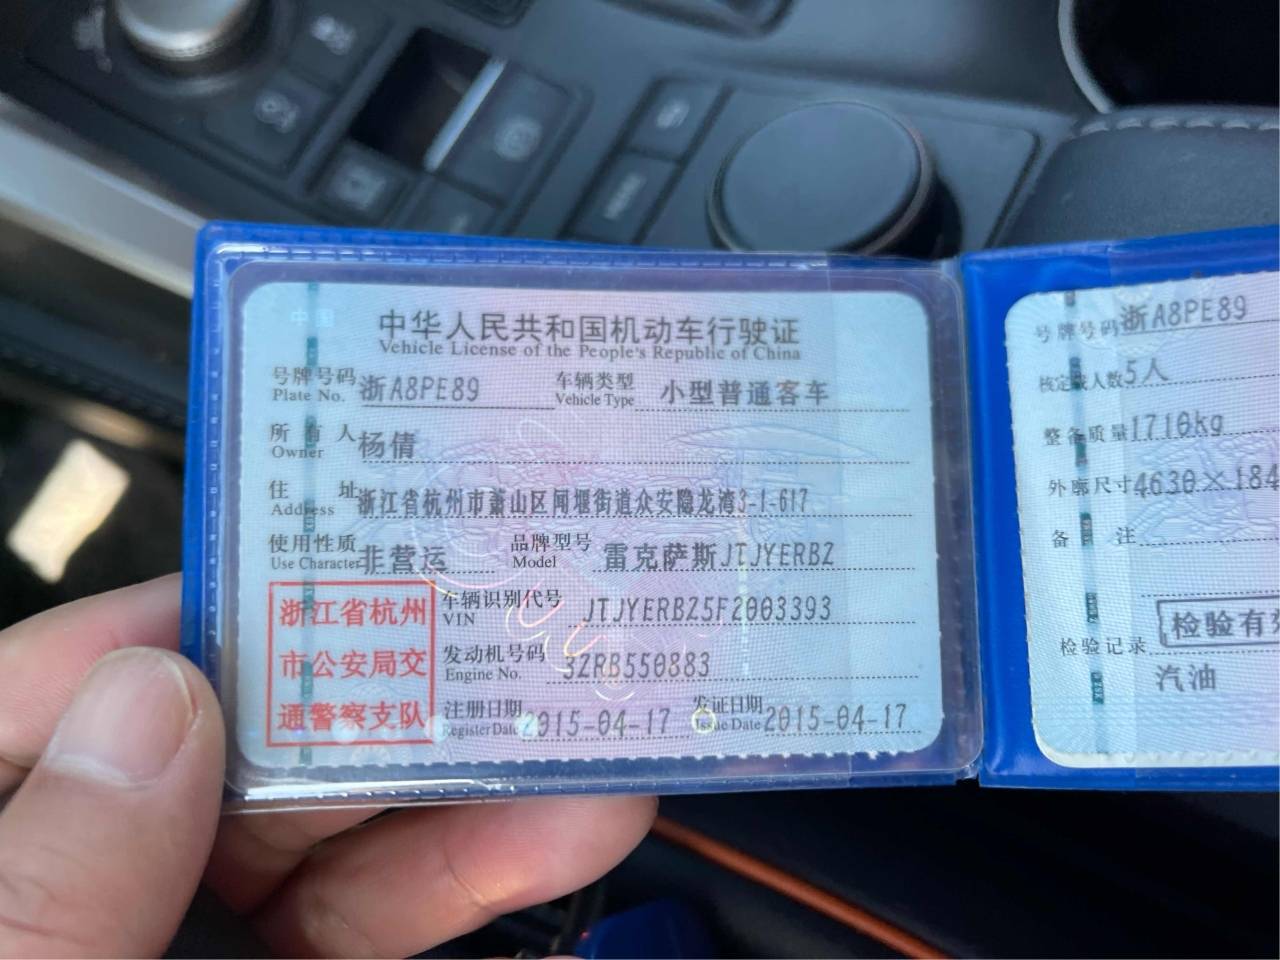 中华人民共和国机动车行驶证
Vehicle License of the People's Republic of China
号牌号码 浙A8PE89 车辆类型 小型普通客车
Plate No. Vehicle Type
所有人 杨倩
Owner
住址 浙江省杭州市萧山区闻堰街道众安隐龙湾3-1-617
Address
使用性质 非营运 品牌型号 雷克萨斯JTJYERBZ
Use Character Model
浙江省杭州
市公安局交
通警察支队
车辆识别代号 JTJYERBZ5F2003393
VIN
发动机号码 3ZRB550883
Engine No.
注册日期 2015-04-17 发证日期 2015-04-17
Register Date Issue Date
号牌号码 浙A8PE89
核定载人数 5人
整备质量 1710kg
外廓尺寸 4630×184
备注
检验记录 检验有
汽油